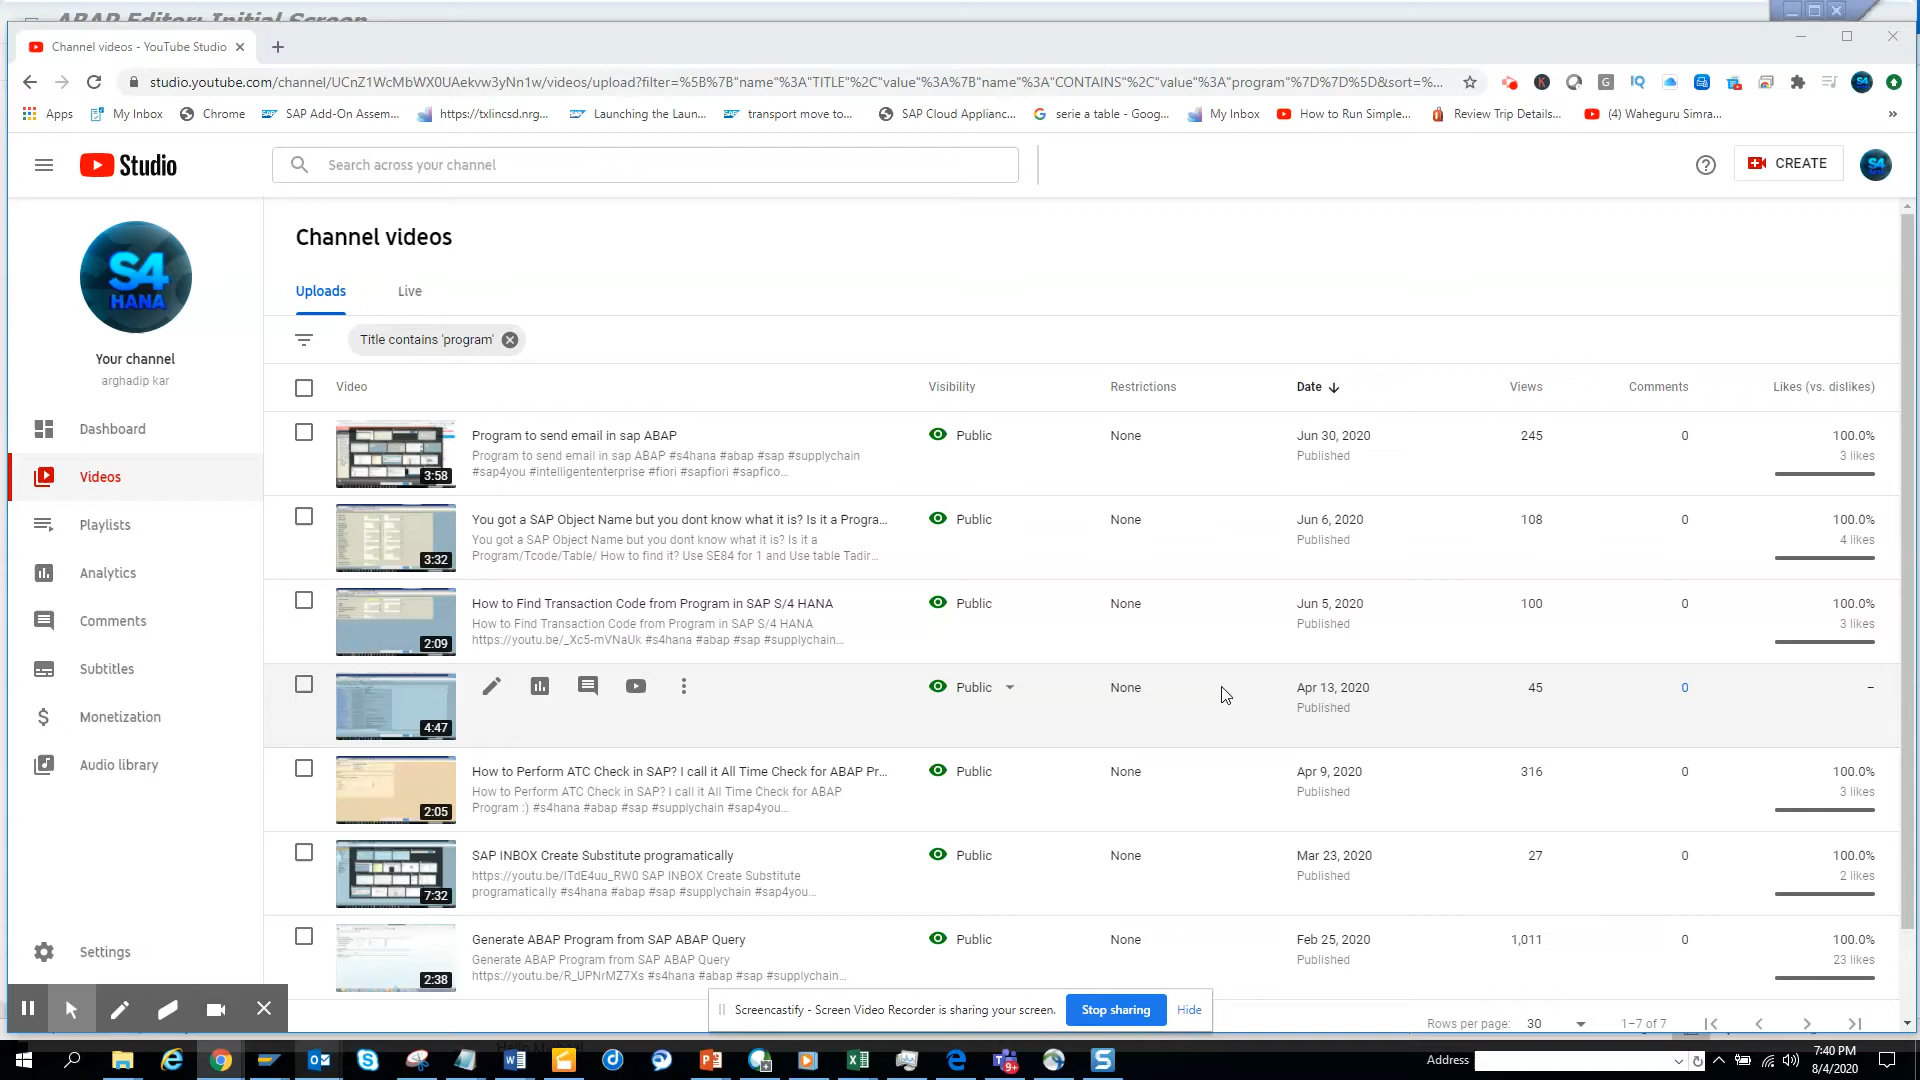 ABAP Editor: Initial Screen
Channel videos - YouTube Studio
studio.youtube.com/channel/UCnZ1WcMbWX0UAekvw3yNn1w/videos/upload?filter=%5B%7B"name"%3A"TITLE"%2C"value"%3A%7B"name"%3A"CONTAINS"%2C"value"%3A"program"%7D%7D%5D&sort=%...
Apps My Inbox Chrome SAP Add-On Assem... https://txlincsd.nrg... Launching the Laun... transport move to... SAP Cloud Applianc... serie a table - Goog... My Inbox How to Run Simple... Review Trip Details... (4) Waheguru Simra... »
Studio
Search across your channel
CREATE
S4
S4
HANA
Your channel
arghadip kar
Dashboard
Videos
Playlists
Analytics
Comments
Subtitles
Monetization
Audio library
Settings
Channel videos
Uploads Live
Title contains 'program'
Video Visibility Restrictions Date Views Comments Likes (vs. dislikes)
Program to send email in sap ABAP Public None Jun 30, 2020 245 0 100.0%
Program to send email in sap ABAP #s4hana #abap #sap #supplychain Published 3 likes
#sap4you #intelligententerprise #fiori #sapfiori #sapfico...
3:58
You got a SAP Object Name but you dont know what it is? Is it a Progra... Public None Jun 6, 2020 108 0 100.0%
You got a SAP Object Name but you dont know what it is? Is it a Published 4 likes
Program/Tcode/Table/ How to find it? Use SE84 for 1 and Use table Tadir...
3:32
How to Find Transaction Code from Program in SAP S/4 HANA Public None Jun 5, 2020 100 0 100.0%
How to Find Transaction Code from Program in SAP S/4 HANA Published 3 likes
https://youtu.be/_Xc5-mVNaUk #s4hana #abap #sap #supplychain...
2:09
Public None Apr 13, 2020 45 0 –
Published
4:47
How to Perform ATC Check in SAP? I call it All Time Check for ABAP Pr... Public None Apr 9, 2020 316 0 100.0%
How to Perform ATC Check in SAP? I call it All Time Check for ABAP Published 3 likes
Program :) #s4hana #abap #sap #supplychain #sap4you...
2:05
SAP INBOX Create Substitute programatically Public None Mar 23, 2020 27 0 100.0%
https://youtu.be/ITdE4uu_RW0 SAP INBOX Create Substitute Published 2 likes
programatically #s4hana #abap #sap #supplychain #sap4you...
7:32
Generate ABAP Program from SAP ABAP Query Public None Feb 25, 2020 1,011 0 100.0%
Generate ABAP Program from SAP ABAP Query Published 23 likes
https://youtu.be/R_UPNrMZ7Xs #s4hana #abap #sap #supplychain...
2:38
Screencastify - Screen Video Recorder is sharing your screen. Stop sharing Hide
Rows per page: 30 1–7 of 7
Address
7:40 PM
8/4/2020